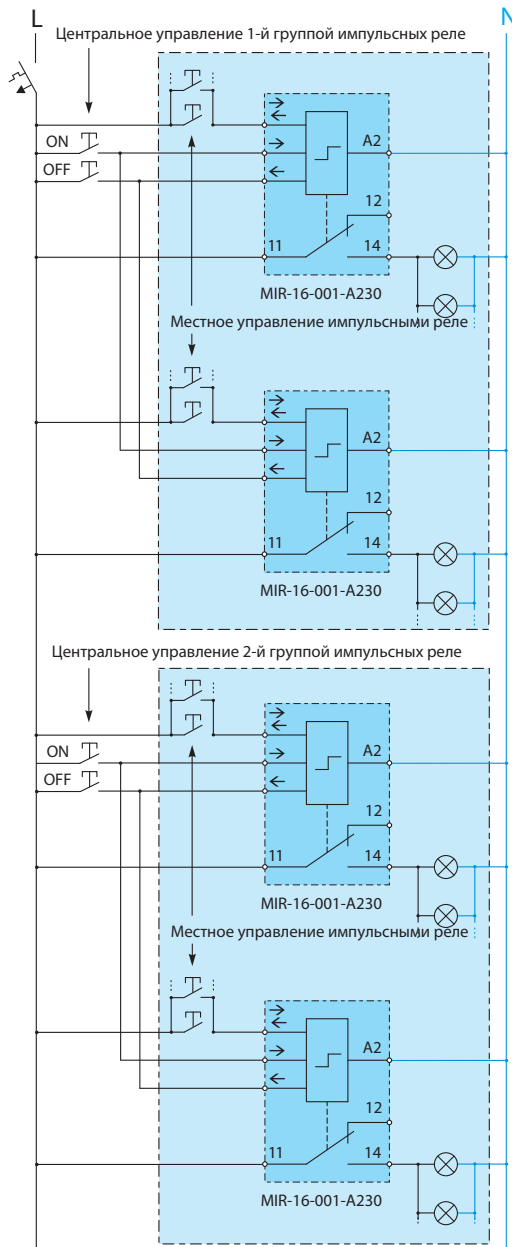 L
N
Центральное управление 1-й группой импульсных реле
ON
OFF
A2
12
11
14
MIR-16-001-A230
Местное управление импульсными реле
A2
12
11
14
MIR-16-001-A230
Центральное управление 2-й группой импульсных реле
ON
OFF
A2
12
11
14
MIR-16-001-A230
Местное управление импульсными реле
A2
12
11
14
MIR-16-001-A230